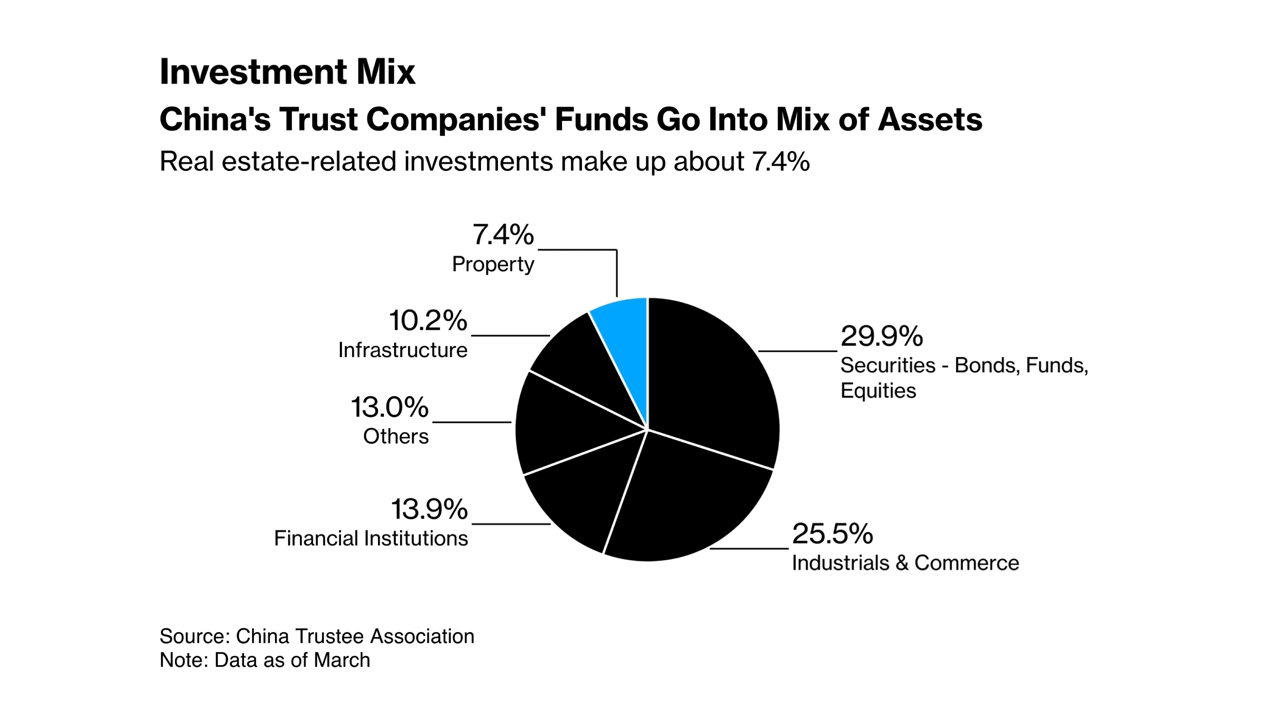 Investment Mix
China's Trust Companies' Funds Go Into Mix of Assets
Real estate-related investments make up about 7.4%
7.4%
Property
10.2%
Infrastructure
13.0%
Others
13.9%
Financial Institutions
29.9%
Securities - Bonds, Funds,
Equities
25.5%
Industrials & Commerce
Source: China Trustee Association
Note: Data as of March